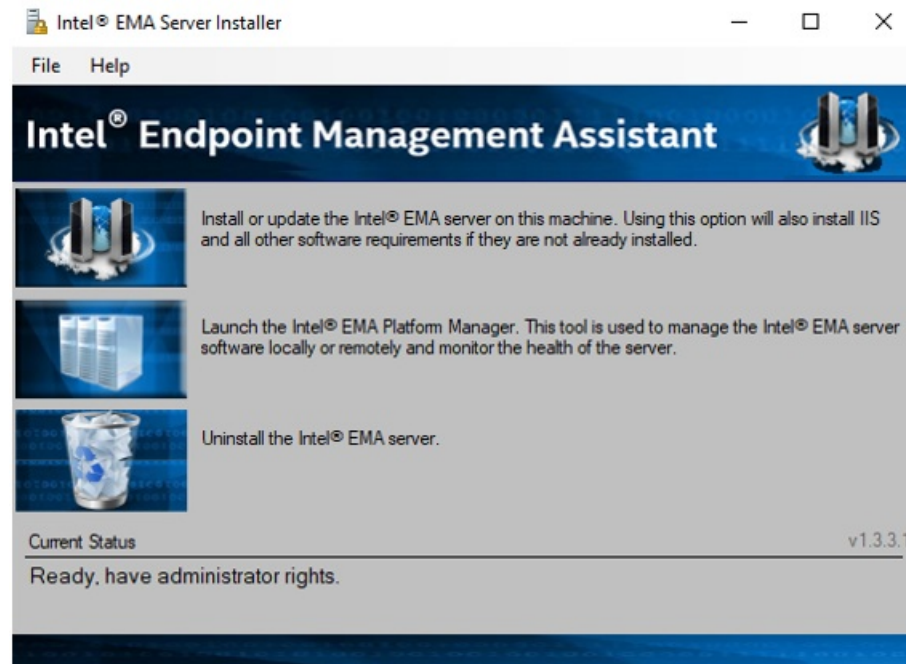 Intel® EMA Server Installer
File Help
Intel® Endpoint Management Assistant
Install or update the Intel® EMA server on this machine. Using this option will also install IIS
and all other software requirements if they are not already installed.
Launch the Intel® EMA Platform Manager. This tool is used to manage the Intel® EMA server
software locally or remotely and monitor the health of the server.
Uninstall the Intel® EMA server.
Current Status
v1.3.3.1
Ready, have administrator rights.